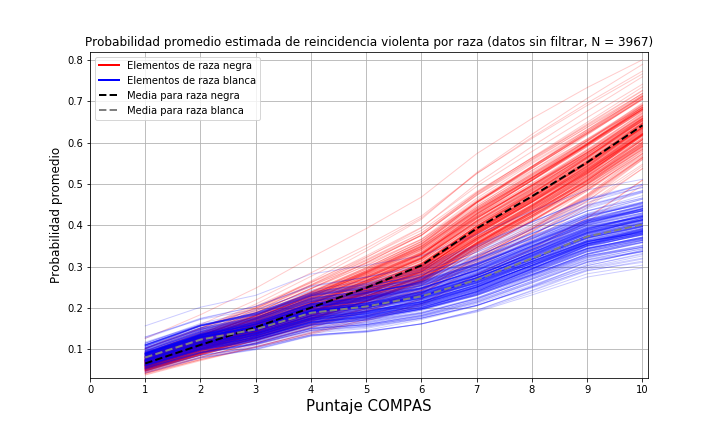 Probabilidad promedio estimada de reincidencia violenta por raza (datos sin filtrar, N = 3967)
Elementos de raza negra
Elementos de raza blanca
Media para raza negra
Media para raza blanca
Probabilidad promedio
0.8
0.7
0.6
0.5
0.4
0.3
0.2
0.1
0 1 2 3 4 5 6 7 8 9 10
Puntaje COMPAS